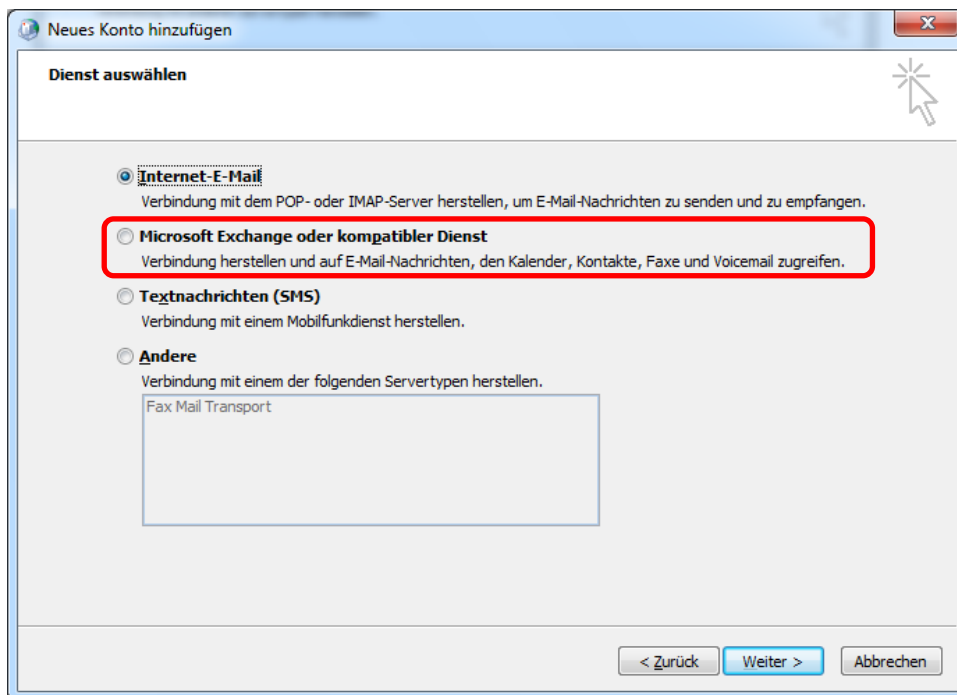 Neues Konto hinzufügen
Dienst auswählen
Internet-E-Mail
Verbindung mit dem POP- oder IMAP-Server herstellen, um E-Mail-Nachrichten zu senden und zu empfangen.
Microsoft Exchange oder kompatibler Dienst
Verbindung herstellen und auf E-Mail-Nachrichten, den Kalender, Kontakte, Faxe und Voicemail zugreifen.
Textnachrichten (SMS)
Verbindung mit einem Mobilfunkdienst herstellen.
Andere
Verbindung mit einem der folgenden Servertypen herstellen.
Fax Mail Transport
< Zurück Weiter > Abbrechen